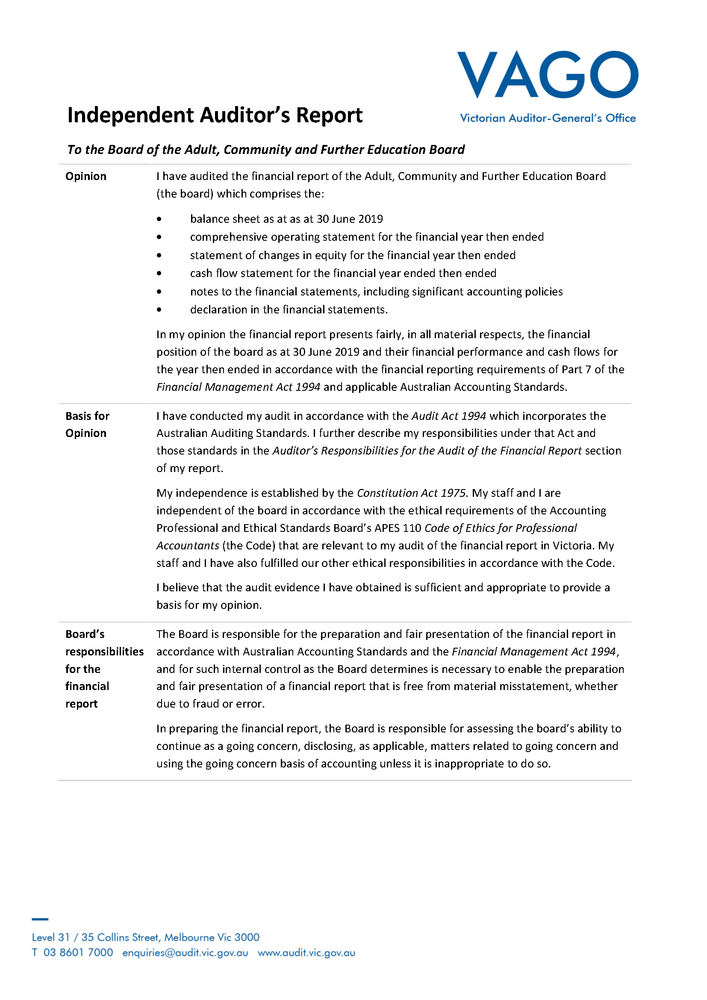 VAGO
Victorian Auditor-General's Office
Independent Auditor's Report
To the Board of the Adult, Community and Further Education Board
Opinion
I have audited the financial report of the Adult, Community and Further Education Board
(the board) which comprises the:
• balance sheet as at as at 30 June 2019
• comprehensive operating statement for the financial year then ended
• statement of changes in equity for the financial year then ended
• cash flow statement for the financial year ended then ended
• notes to the financial statements, including significant accounting policies
• declaration in the financial statements.
In my opinion the financial report presents fairly, in all material respects, the financial
position of the board as at 30 June 2019 and their financial performance and cash flows for
the year then ended in accordance with the financial reporting requirements of Part 7 of the
Financial Management Act 1994 and applicable Australian Accounting Standards.
Basis for
Opinion
I have conducted my audit in accordance with the Audit Act 1994 which incorporates the
Australian Auditing Standards. I further describe my responsibilities under that Act and
those standards in the Auditor's Responsibilities for the Audit of the Financial Report section
of my report.
My independence is established by the Constitution Act 1975. My staff and I are
independent of the board in accordance with the ethical requirements of the Accounting
Professional and Ethical Standards Board's APES 110 Code of Ethics for Professional
Accountants (the Code) that are relevant to my audit of the financial report in Victoria. My
staff and I have also fulfilled our other ethical responsibilities in accordance with the Code.
I believe that the audit evidence I have obtained is sufficient and appropriate to provide a
basis for my opinion.
Board's
responsibilities
for the
financial
report
The Board is responsible for the preparation and fair presentation of the financial report in
accordance with Australian Accounting Standards and the Financial Management Act 1994,
and for such internal control as the Board determines is necessary to enable the preparation
and fair presentation of a financial report that is free from material misstatement, whether
due to fraud or error.
In preparing the financial report, the Board is responsible for assessing the board's ability to
continue as a going concern, disclosing, as applicable, matters related to going concern and
using the going concern basis of accounting unless it is inappropriate to do so.
Level 31 / 35 Collins Street, Melbourne Vic 3000
T 03 8601 7000 enquiries@audit.vic.gov.au www.audit.vic.gov.au